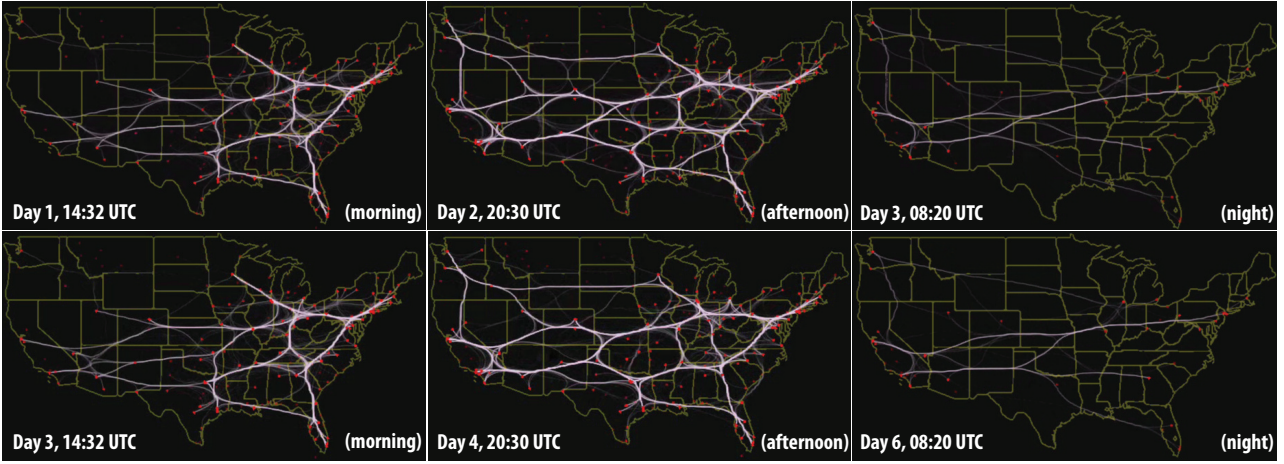 Day 1, 14:32 UTC (morning)
Day 2, 20:30 UTC (afternoon)
Day 3, 08:20 UTC (night)
Day 3, 14:32 UTC (morning)
Day 4, 20:30 UTC (afternoon)
Day 6, 08:20 UTC (night)